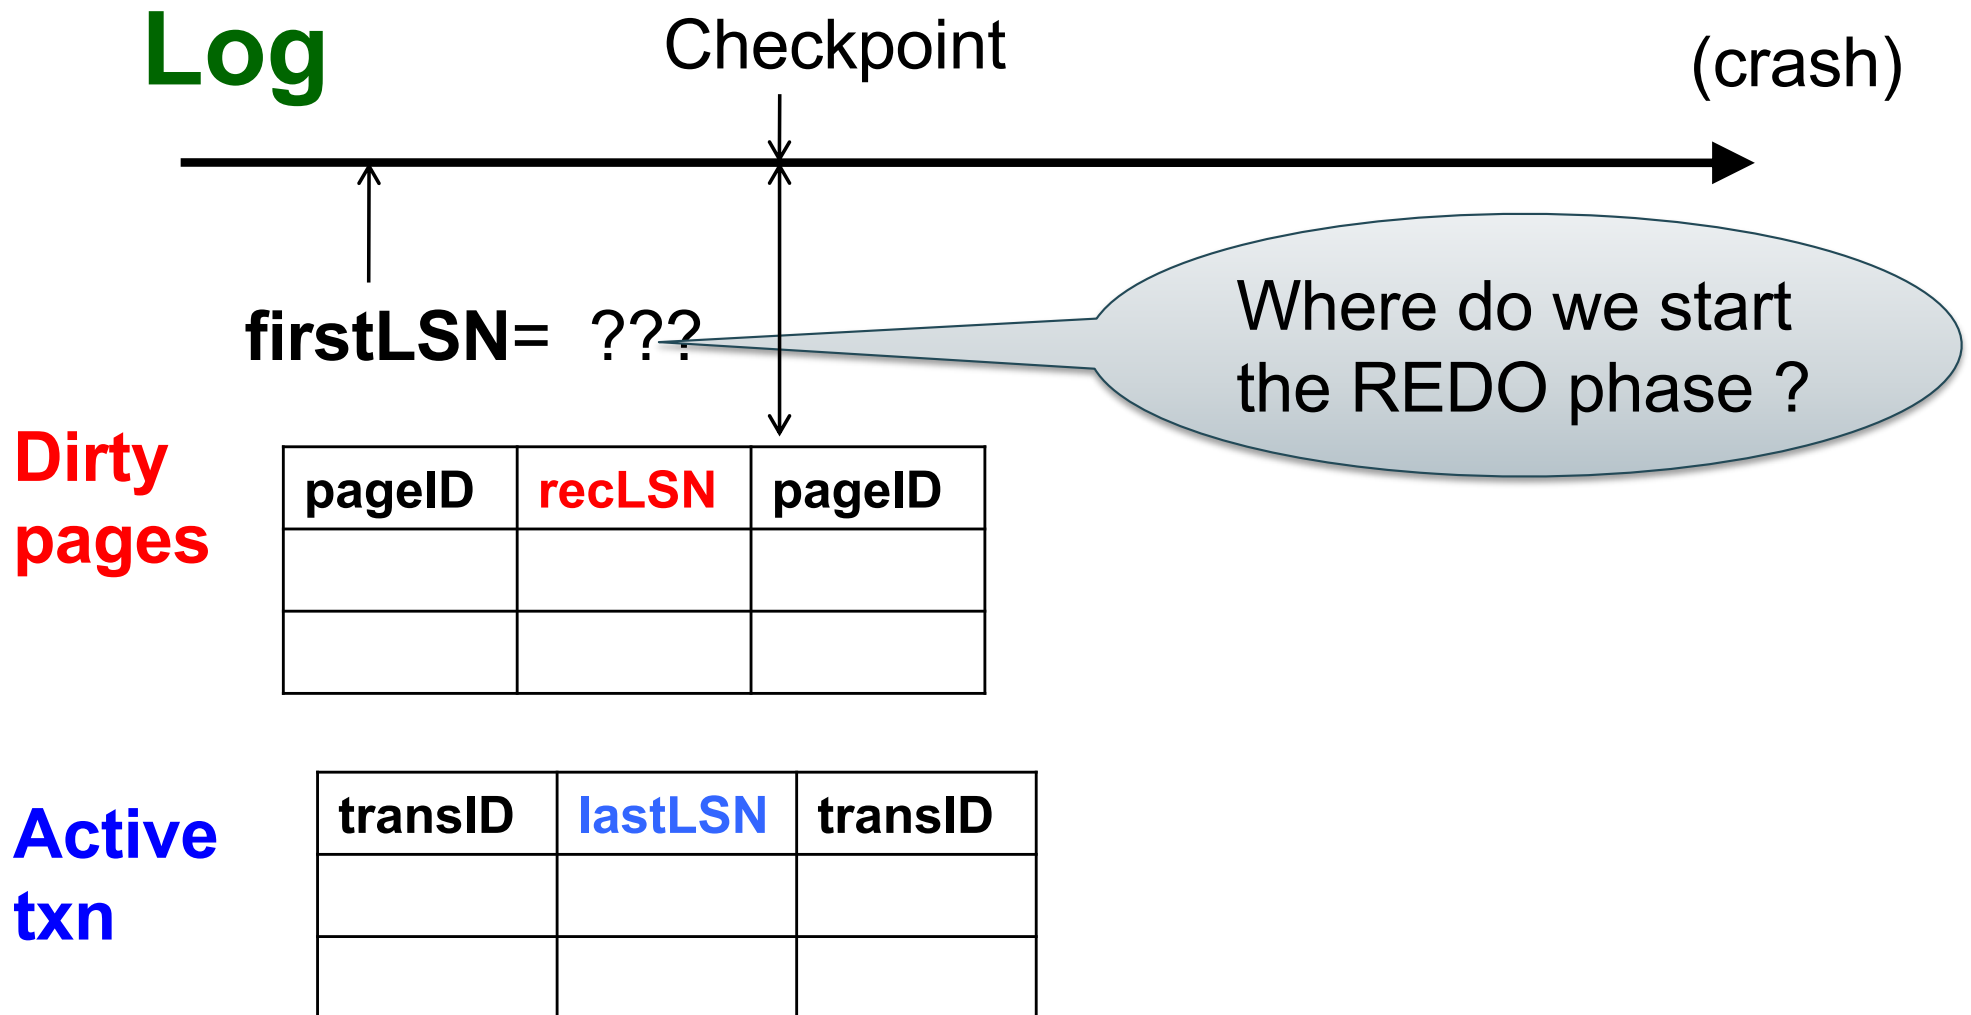 Log
Checkpoint
(crash)
firstLSN= ???
Where do we start
the REDO phase ?
Dirty
pages
pageID recLSN pageID
Active
txn
transID lastLSN transID